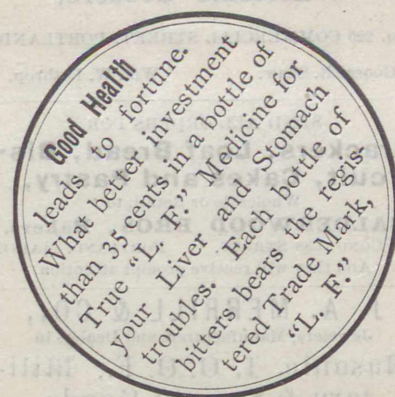 Good Health
leads to fortune.
What better investment
than 35 cents in a bottle of
True "L. F." Medicine for
your Liver and Stomach
troubles. Each bottle of
bitters bears the regis-
tered Trade Mark,
"L. F."